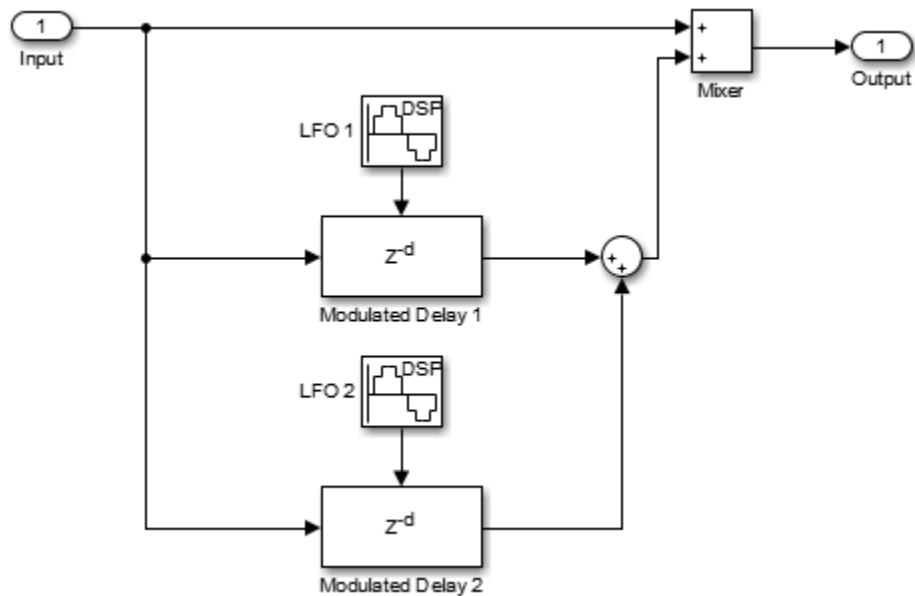 1
Input
+
+
Mixer
1
Output
DSP
LFO 1
Z-d
Modulated Delay 1
+
+
DSP
LFO 2
Z-d
Modulated Delay 2